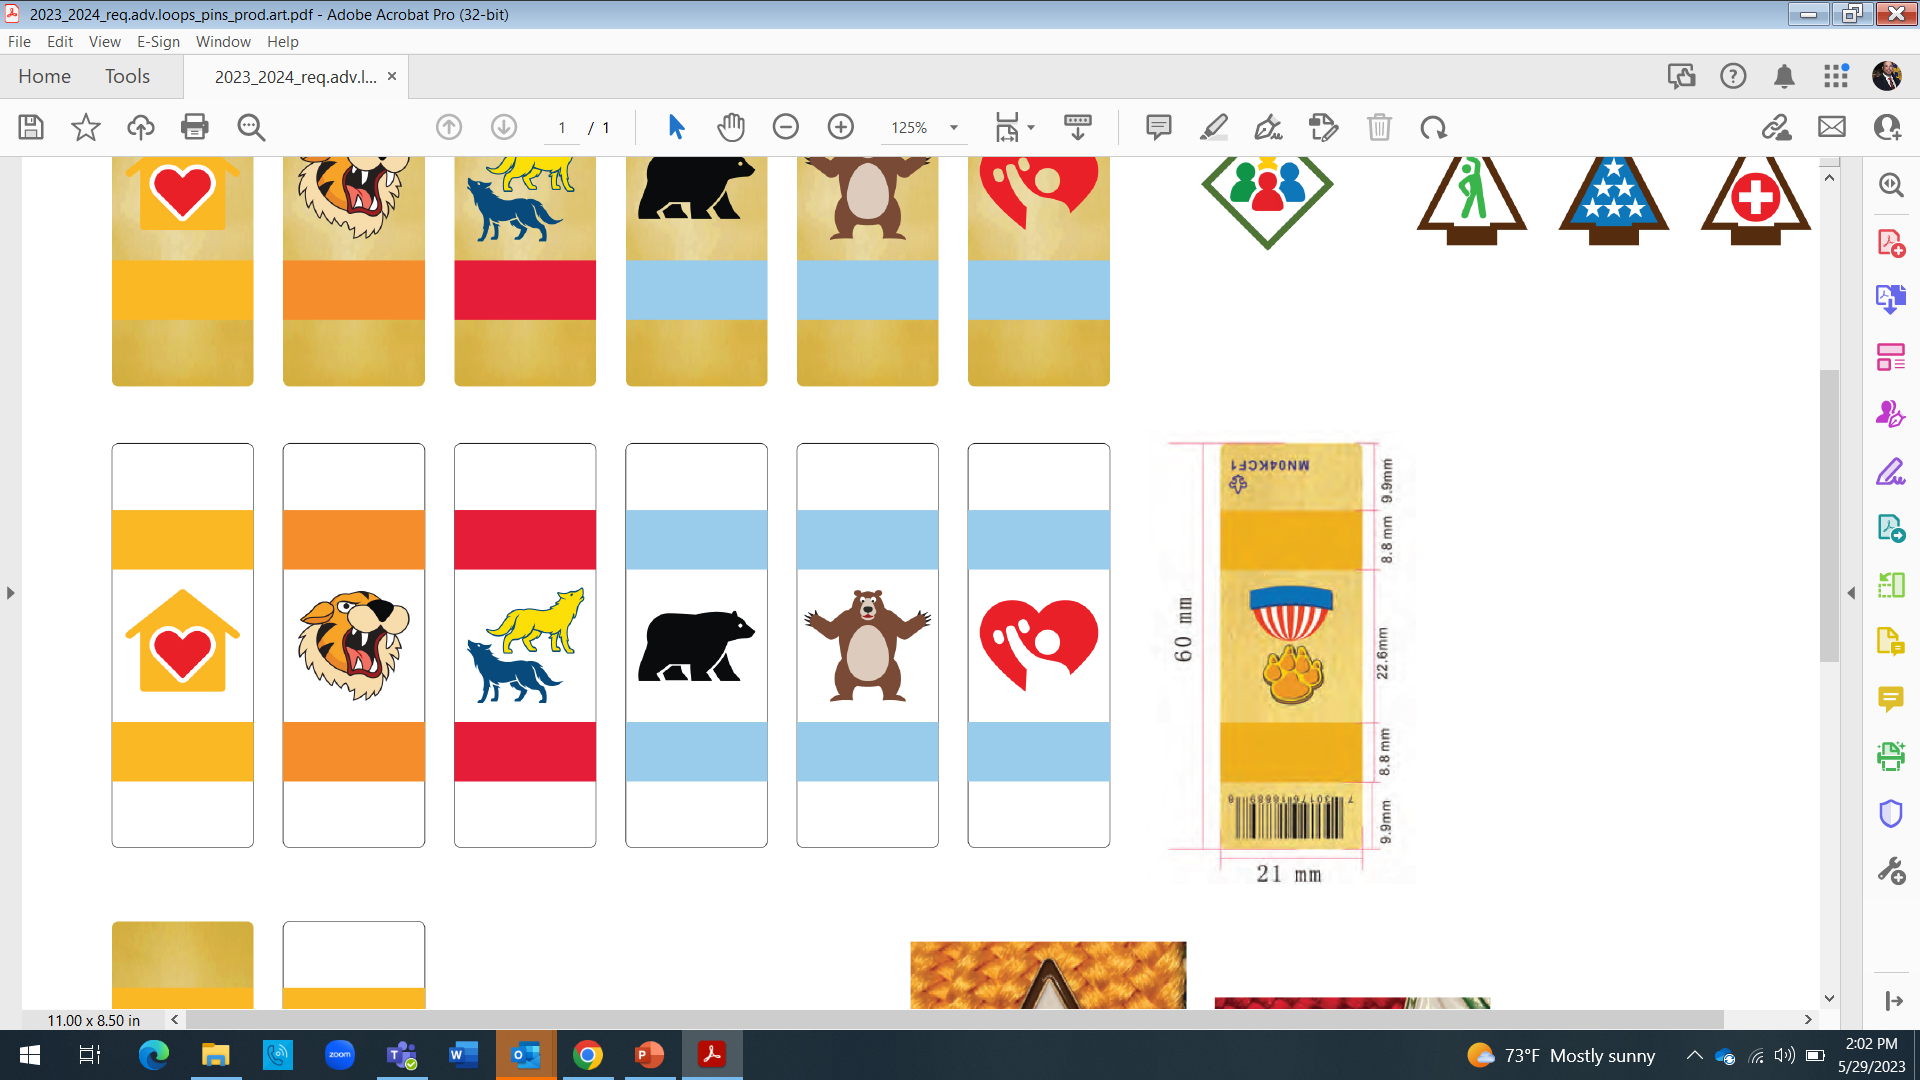 2023_2024_req.adv.loops_pins_prod.art.pdf - Adobe Acrobat Pro (32-bit)
File Edit View E-Sign Window Help
Home Tools 2023_2024_req.adv.l... ×
1 / 1 125%
MN04KCF1
9.9mm
8.8 mm
60 mm
22.6mm
8.8 mm
9.9mm
21 mm
11.00 x 8.50 in
zoom
73°F Mostly sunny
2:02 PM
5/29/2023